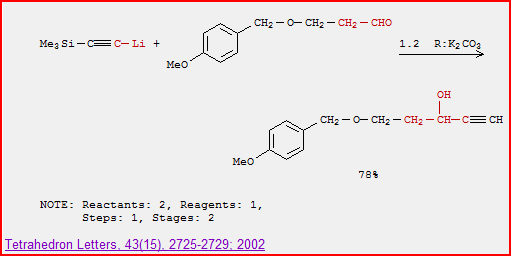 CH₂—O—CH₂—CH₂—CHO
Me₃Si—C≡C—Li +
MeO
1.2 R:K₂CO₃
OH
CH₂—O—CH₂—CH₂—CH—C≡CH
MeO
78%
NOTE: Reactants: 2, Reagents: 1,
Steps: 1, Stages: 2
Tetrahedron Letters, 43(15), 2725-2729; 2002